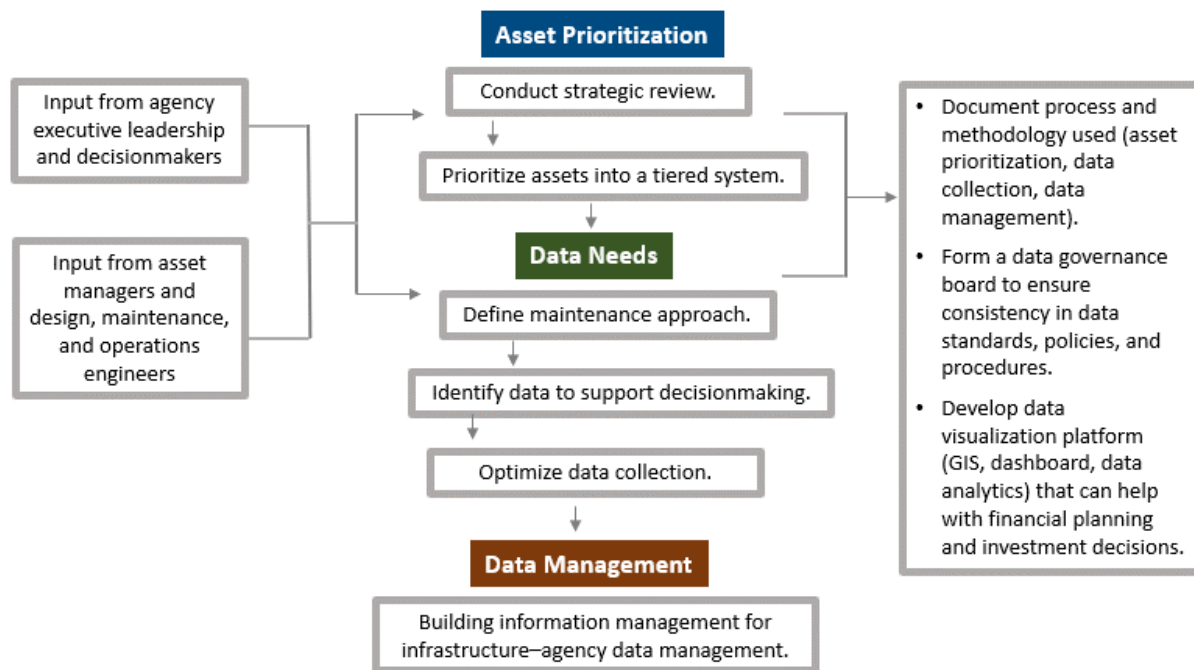 Asset Prioritization
Input from agency
executive leadership
and decisionmakers
Input from asset
managers and
design, maintenance,
and operations
engineers
Conduct strategic review.
Prioritize assets into a tiered system.
Data Needs
Define maintenance approach.
Identify data to support decisionmaking.
Optimize data collection.
Data Management
Building information management for
infrastructure–agency data management.
• Document process and
methodology used (asset
prioritization, data
collection, data
management).
• Form a data governance
board to ensure
consistency in data
standards, policies, and
procedures.
• Develop data
visualization platform
(GIS, dashboard, data
analytics) that can help
with financial planning
and investment decisions.